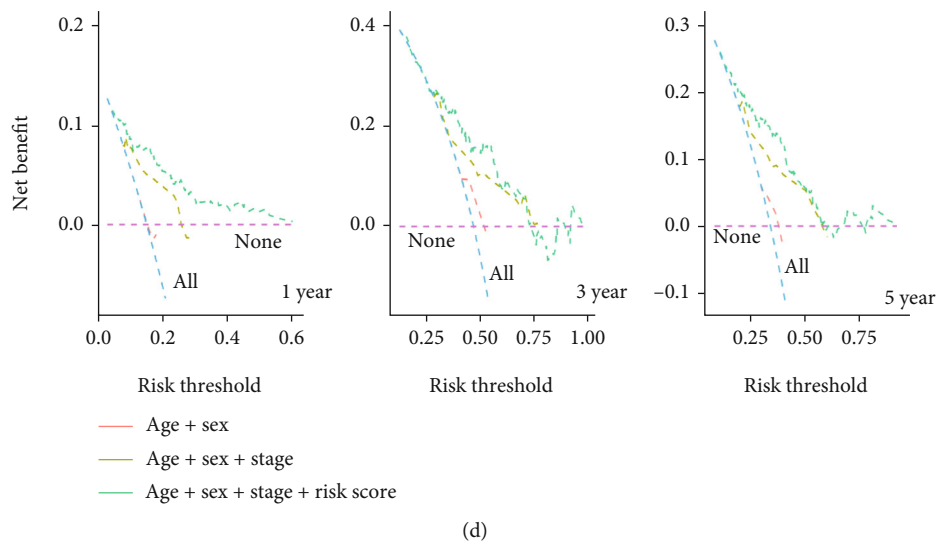 Net benefit
0.2
0.1
0.0
None
All
1 year
0.0
0.2
0.4
0.6
Risk threshold
0.4
0.2
0.0
None
All
3 year
0.25
0.50
0.75
1.00
Risk threshold
0.3
0.2
0.1
0.0
–0.1
None
All
5 year
0.25
0.50
0.75
Risk threshold
Age + sex
Age + sex + stage
Age + sex + stage + risk score
(d)